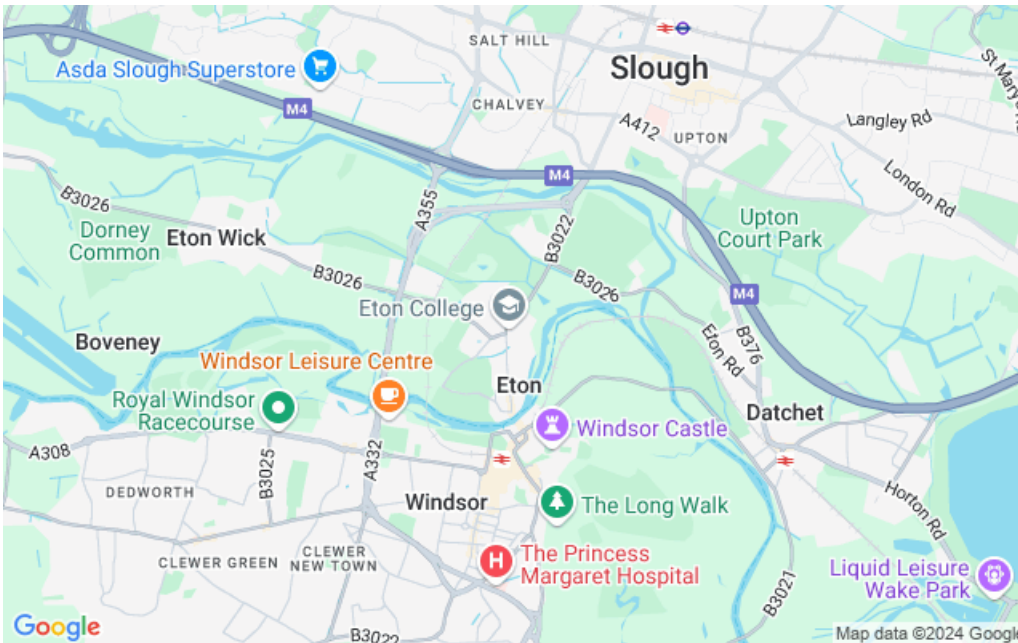 SALT HILL
Slough
Asda Slough Superstore
St Mary's
M4
CHALVEY
A412
UPTON
Langley Rd
London Rd
M4
B3026
A355
B3022
Upton
Court Park
Dorney
Common
Eton Wick
B3026
B3026
M4
Eton College
Eton Rd
B376
Boveney
Windsor Leisure Centre
Eton
Royal Windsor
Racecourse
Datchet
Windsor Castle
A308
B3025
A332
DEDWORTH
Windsor
The Long Walk
Horton Rd
CLEWER GREEN
CLEWER
NEW TOWN
The Princess
Margaret Hospital
Liquid Leisure
Wake Park
B3021
Google
B3022
Map data ©2024 Google